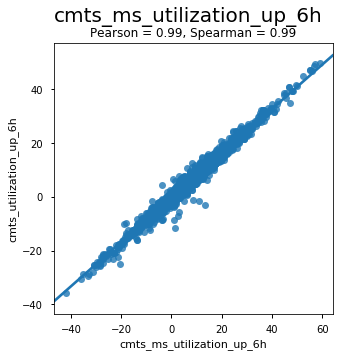 cmts_ms_utilization_up_6h
Pearson = 0.99, Spearman = 0.99
cmts_utilization_up_6h
40
20
0
−20
−40
−40 −20 0 20 40 60
cmts_ms_utilization_up_6h